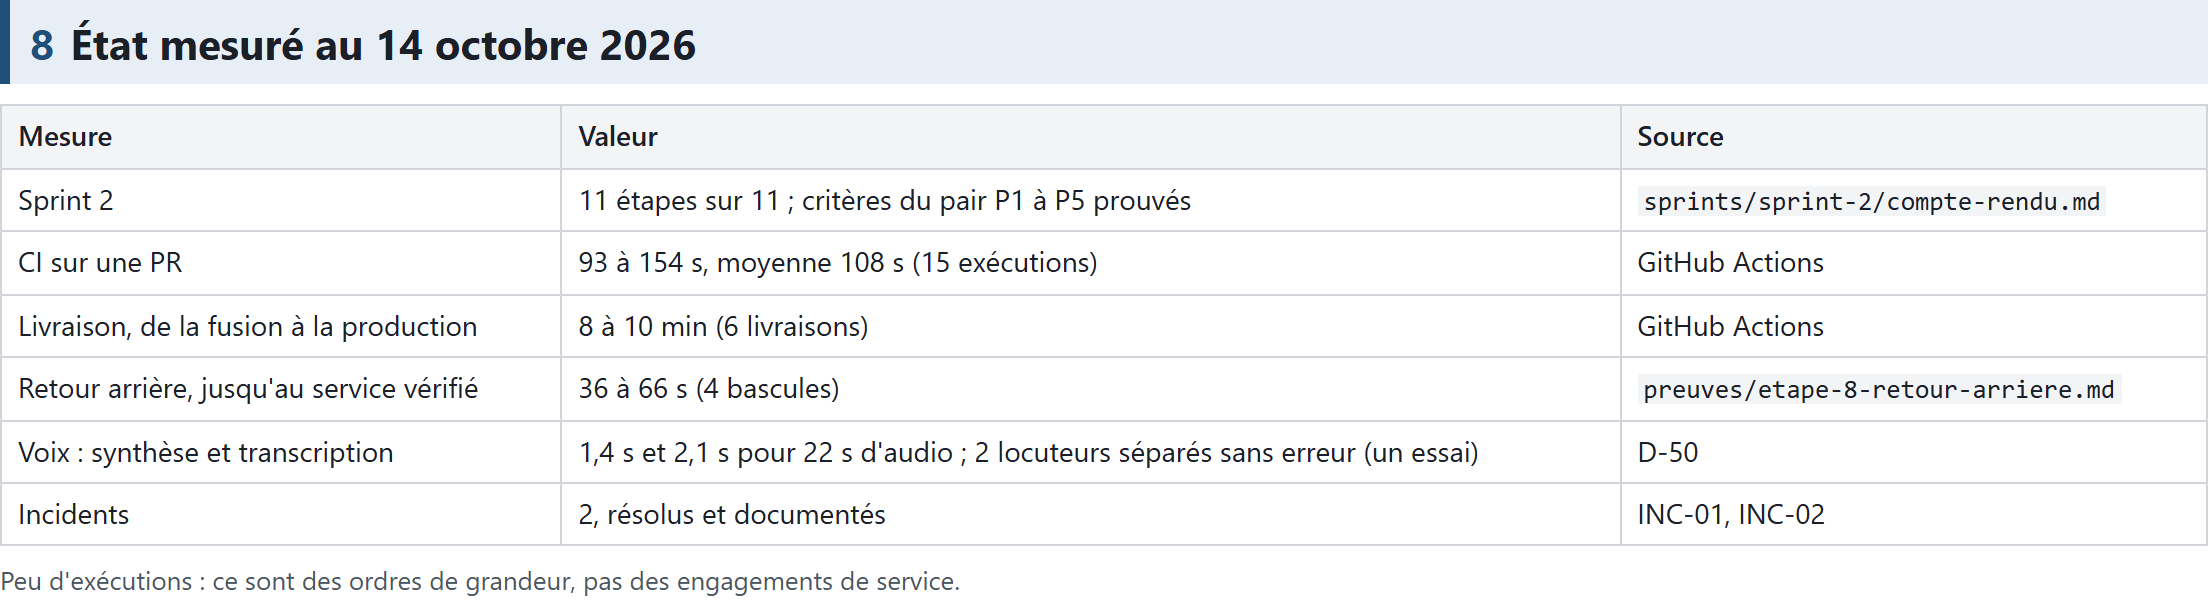 8 État mesuré au 14 octobre 2026
Mesure Valeur Source
Sprint 2 11 étapes sur 11 ; critères du pair P1 à P5 prouvés sprints/sprint-2/compte-rendu.md
CI sur une PR 93 à 154 s, moyenne 108 s (15 exécutions) GitHub Actions
Livraison, de la fusion à la production 8 à 10 min (6 livraisons) GitHub Actions
Retour arrière, jusqu'au service vérifié 36 à 66 s (4 bascules) preuves/etape-8-retour-arriere.md
Voix : synthèse et transcription 1,4 s et 2,1 s pour 22 s d'audio ; 2 locuteurs séparés sans erreur (un essai) D-50
Incidents 2, résolus et documentés INC-01, INC-02
Peu d'exécutions : ce sont des ordres de grandeur, pas des engagements de service.